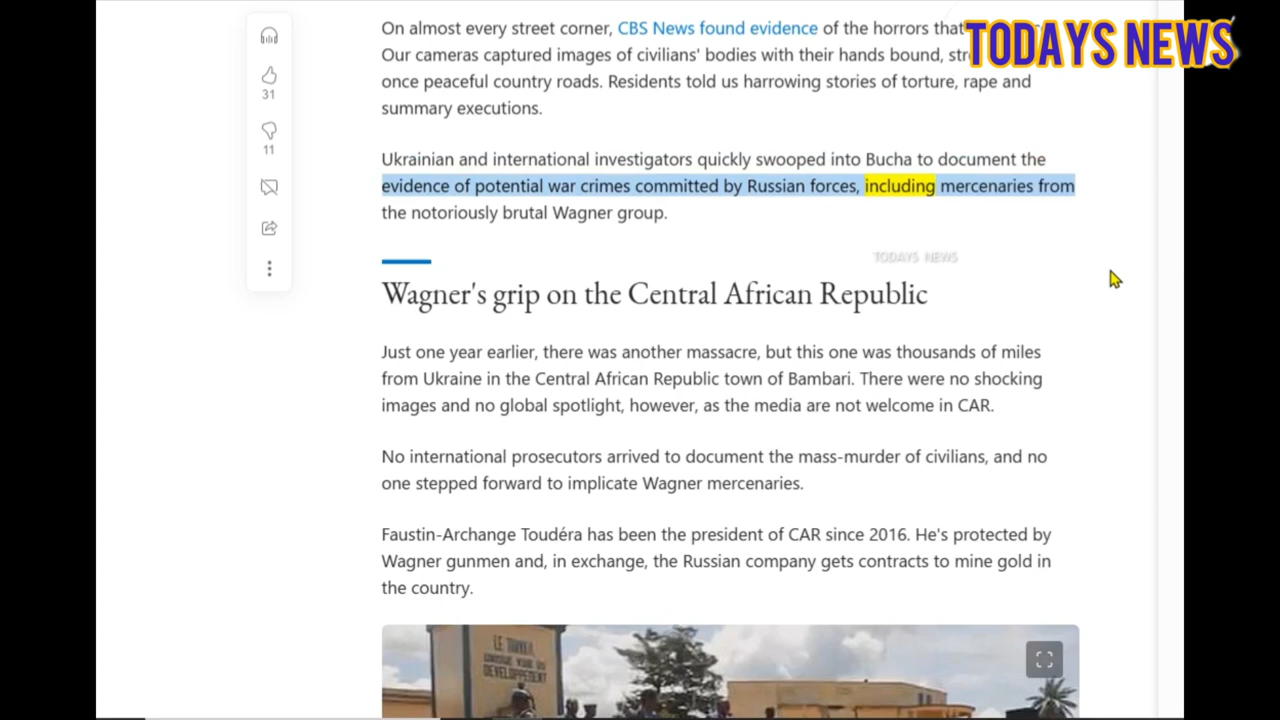 TODAYS NEWS
On almost every street corner, CBS News found evidence of the horrors that
Our cameras captured images of civilians' bodies with their hands bound,
once peaceful country roads. Residents told us harrowing stories of torture, rape and
summary executions.
31
11
Ukrainian and international investigators quickly swooped into Bucha to document the
evidence of potential war crimes committed by Russian forces, including mercenaries from
the notoriously brutal Wagner group.
TODAYS NEWS
Wagner's grip on the Central African Republic
Just one year earlier, there was another massacre, but this one was thousands of miles
from Ukraine in the Central African Republic town of Bambari. There were no shocking
images and no global spotlight, however, as the media are not welcome in CAR.
No international prosecutors arrived to document the mass-murder of civilians, and no
one stepped forward to implicate Wagner mercenaries.
Faustin-Archange Toudéra has been the president of CAR since 2016. He's protected by
Wagner gunmen and, in exchange, the Russian company gets contracts to mine gold in
the country.
LE TRAVAIL
DEVELOPPEMENT